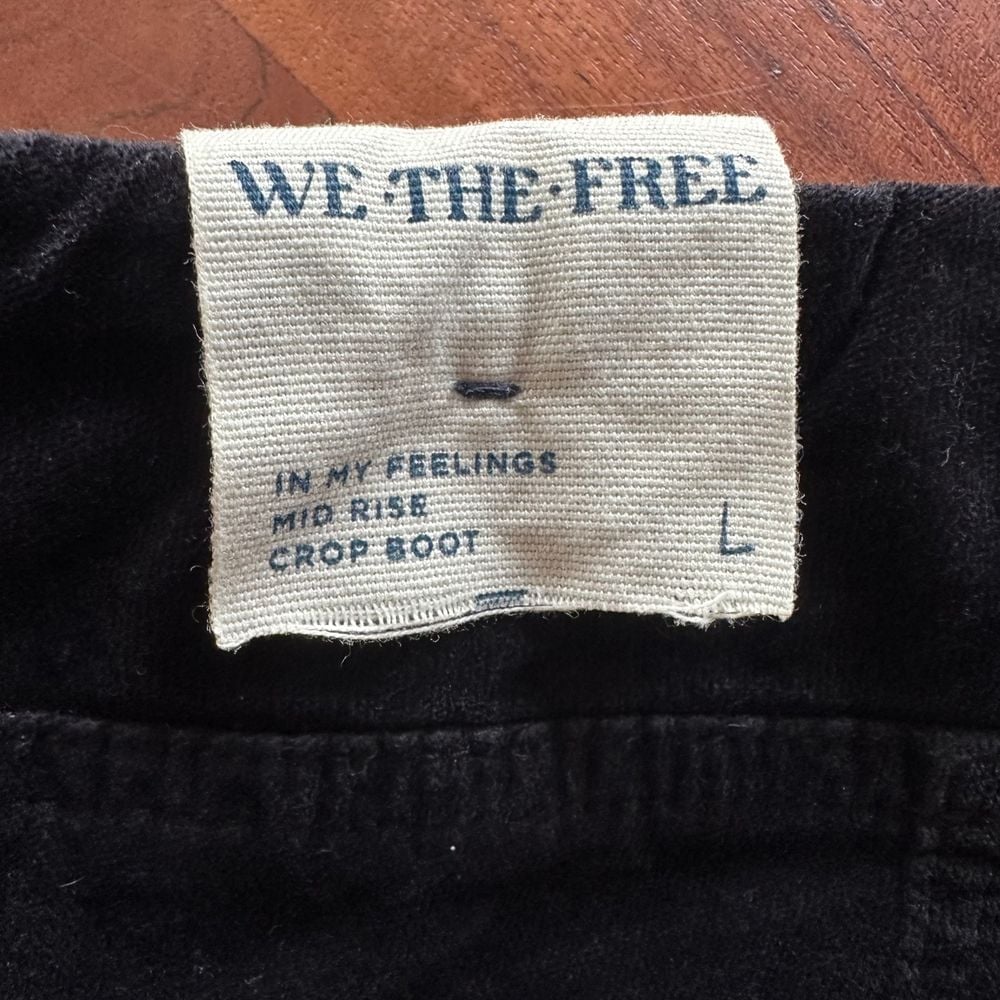 WE·THE·FREE
IN MY FEELINGS
MID RISE
CROP BOOT
L